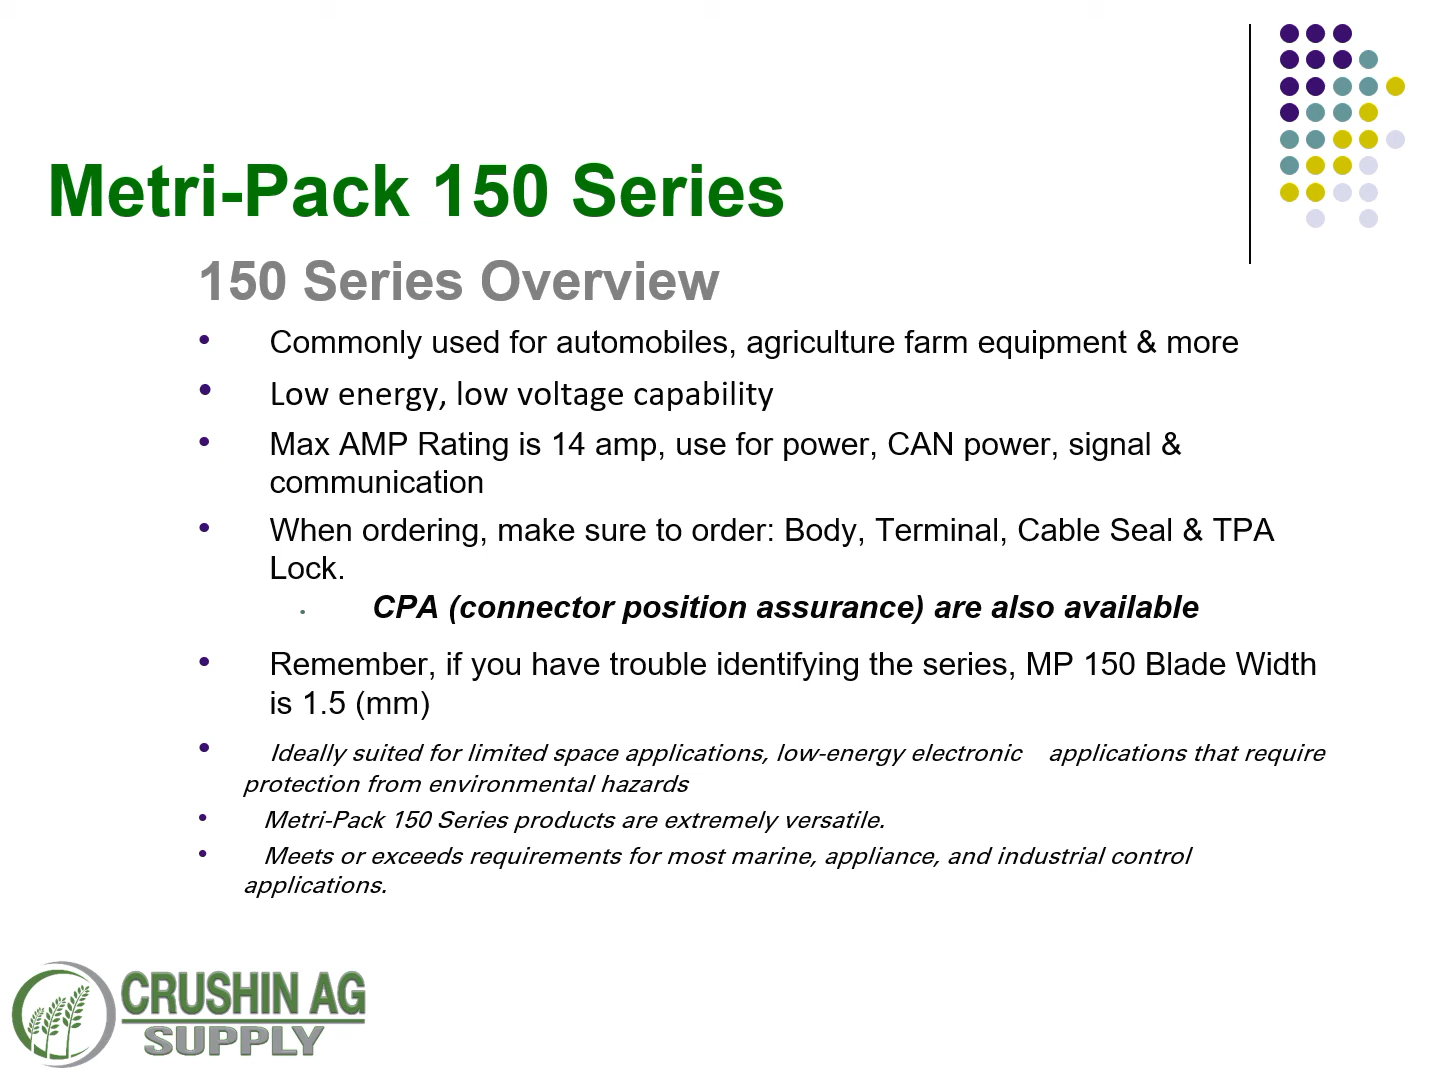 Metri-Pack 150 Series
150 Series Overview
• Commonly used for automobiles, agriculture farm equipment & more
• Low energy, low voltage capability
• Max AMP Rating is 14 amp, use for power, CAN power, signal &
communication
• When ordering, make sure to order: Body, Terminal, Cable Seal & TPA
Lock.
• CPA (connector position assurance) are also available
• Remember, if you have trouble identifying the series, MP 150 Blade Width
is 1.5 (mm)
• Ideally suited for limited space applications, low-energy electronic applications that require
protection from environmental hazards
• Metri-Pack 150 Series products are extremely versatile.
• Meets or exceeds requirements for most marine, appliance, and industrial control
applications.
CRUSHIN AG
SUPPLY